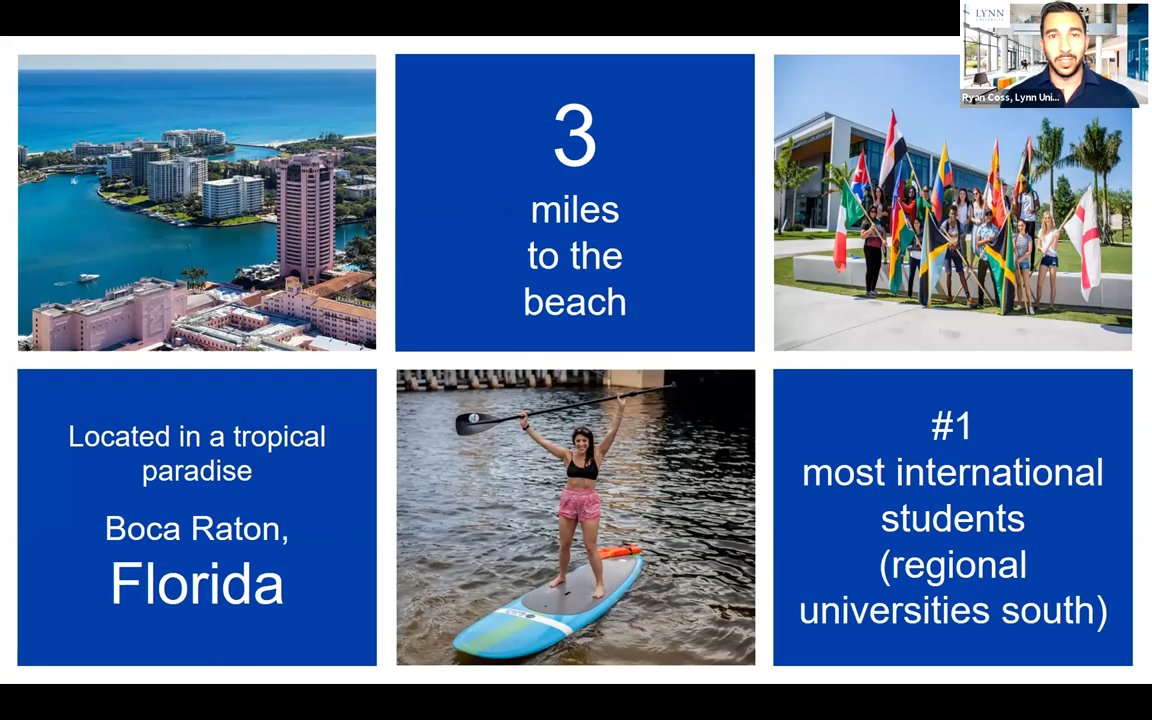 LYNN
UNIVERSITY
Ryan Coss, Lynn Uni...
3
miles
to the
beach
Located in a tropical
paradise
Boca Raton,
Florida
#1
most international
students
(regional
universities south)